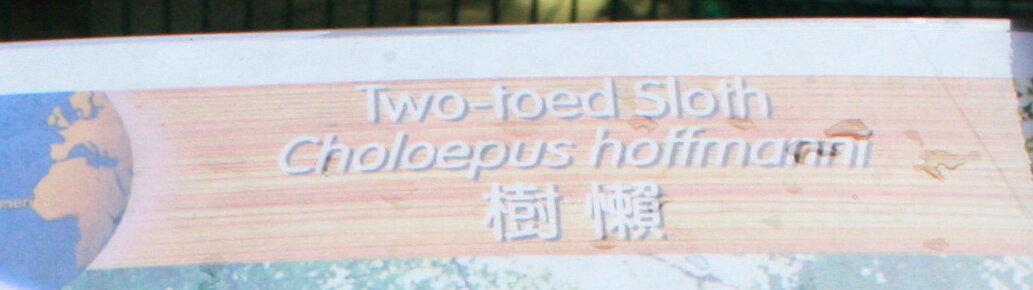 Two-toed Sloth
Choloepus hoffmanni
樹懶